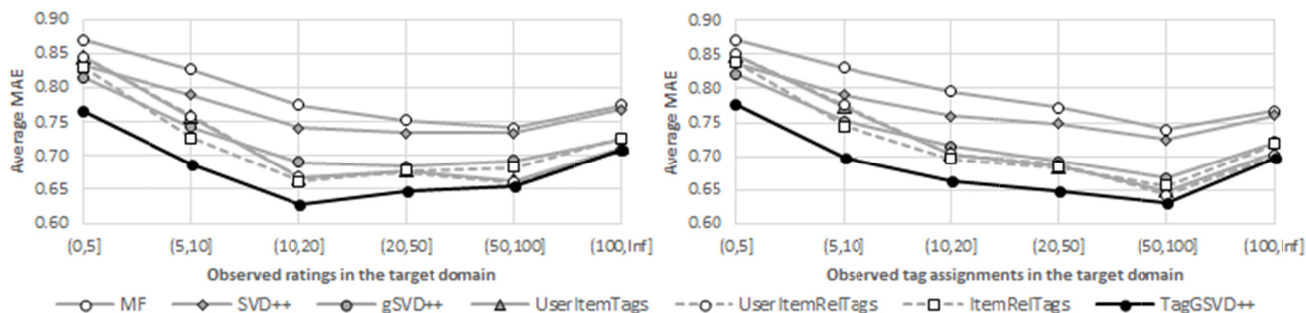 0.90 0.90
0.85 0.85
0.80 0.80
0.75 0.75
0.70 0.70
0.65 0.65
0.60 0.60
Average MAE
Average MAE
(0,5] (5,10] (10,20] (20,50] (50,100] (100,Inf]
(0,5] (5,10] (10,20] (20,50] (50,100] (100,Inf]
Observed ratings in the target domain
Observed tag assignments in the target domain
MF SVD++ gSVD++ UserItemTags UserItemRelTags ItemRelTags TagGSVD++